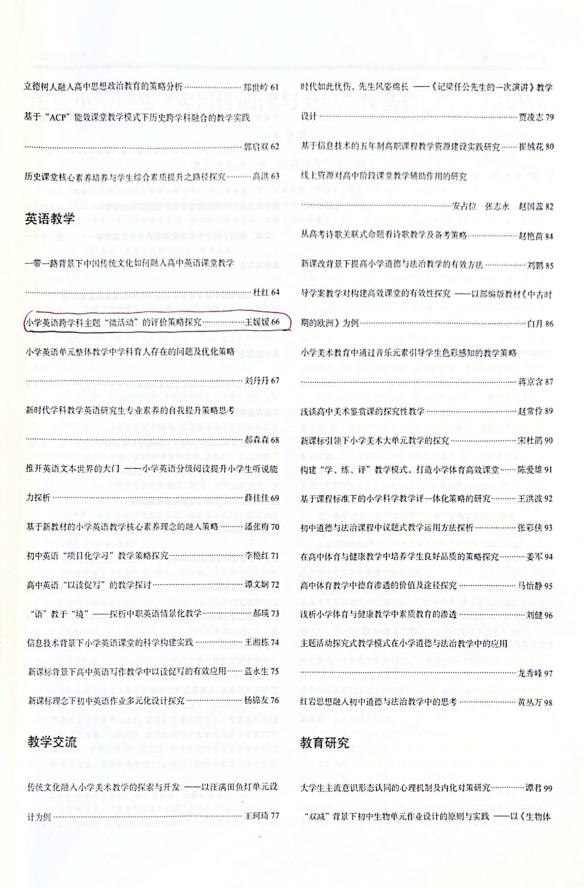 立德树人融入高中思想政治教育的策略分析········郑世岭 61
基于“ACP”能效课堂教学模式下历史跨学科融合的教学实践
········郭启双 62
历史课堂核心素养培养与学生综合素质提升之路径探究········高洪 63
英语教学
一带一路背景下中国传统文化如何融入高中英语课堂教学
········杜红 64
小学英语跨学科主题“微活动”的评价策略探究········王媛媛 66
小学英语单元整体教学中学科育人存在的问题及优化策略
········刘丹丹 67
新时代学科教学英语研究生专业素养的自我提升策略思考
········郝森森 68
推开英语文本世界的大门 ——小学英语分级阅读提升小学生听说能
力探析········薛佳佳 69
基于新教材的小学英语教学核心素养理念的融入策略········潘张梅 70
初中英语“项目化学习”教学策略探究········李艳红 71
高中英语“以读促写”的教学探讨········谭文娴 72
“语”教于“境”——探析中职英语情景化教学········郝瑛 73
信息技术背景下小学英语课堂的科学构建实践········王湘栋 74
新课标背景下高中英语写作教学中以读促写的有效应用········蓝永生 75
新课标理念下初中英语作业多元化设计探究········杨锦友 76
教学交流
传统文化融入小学美术教学的探索与开发 ——以汪满田鱼灯单元设
计为例········王珂琦 77
时代如此忧伤，先生风姿绵长 ——《记梁任公先生的一次演讲》教学
设计········贾凌志 79
基于信息技术的五年制高职课程教学资源建设实践研究········崔绒花 80
线上资源对高中阶段课堂教学辅助作用的研究
········安占位 张志永 赵国蕊 82
从高考诗歌关联式命题看诗歌教学及备考策略········赵艳苗 84
新课改背景下提高小学道德与法治教学的有效方法········刘鹏 85
导学案教学对构建高效课堂的有效性探究 ——以部编版教材《中古时
期的欧洲》为例········白月 86
小学美术教育中通过音乐元素引导学生色彩感知的教学策略
········蒋京含 87
浅谈高中美术鉴赏课的探究性教学········赵常伶 89
新课标引领下小学美术大单元教学的探究········宋杜鹃 90
构建“学、练、评”教学模式，打造小学体育高效课堂········陈爱雄 91
基于课程标准下的小学科学教学评一体化策略的研究········王洪波 92
初中道德与法治课程中议题式教学运用方法探析········张彩侠 93
在高中体育与健康教学中培养学生良好品质的策略探究········姜军 94
高中体育教学中德育渗透的价值及途径探究········马怡静 95
浅析小学体育与健康教学中素质教育的渗透········刘健 96
主题活动探究式教学模式在小学道德与法治教学中的应用
········龙秀峰 97
红岩思想融入初中道德与法治教学中的思考········黄丛万 98
教育研究
大学生主流意识形态认同的心理机制及内化对策研究········谭君 99
“双减”背景下初中生物单元作业设计的原则与实践 ——以《生物体